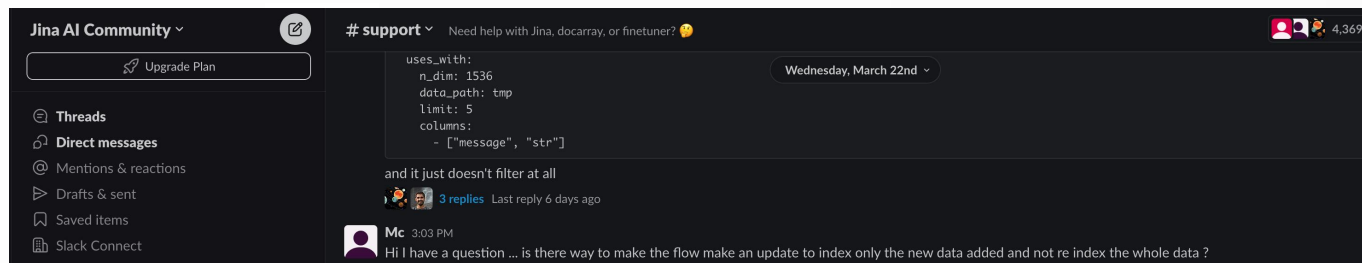 Jina AI Community
# support Need help with Jina, docarray, or finetuner? 🤔 4,369
Upgrade Plan
Threads
Direct messages
Mentions & reactions
Drafts & sent
Saved items
Slack Connect
Wednesday, March 22nd
uses_with:
n_dim: 1536
data_path: tmp
limit: 5
columns:
- ["message", "str"]
and it just doesn't filter at all
3 replies Last reply 6 days ago
Mc 3:03 PM
Hi I have a question ... is there way to make the flow make an update to index only the new data added and not re index the whole data ?